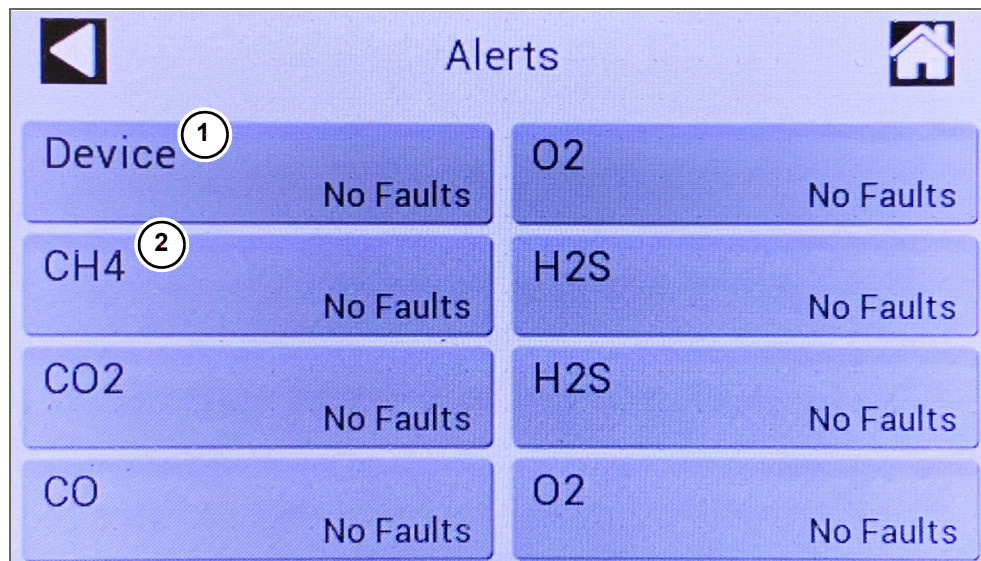 Alerts
Device 1
No Faults
O2
No Faults
CH4 2
No Faults
H2S
No Faults
CO2
No Faults
H2S
No Faults
CO
No Faults
O2
No Faults